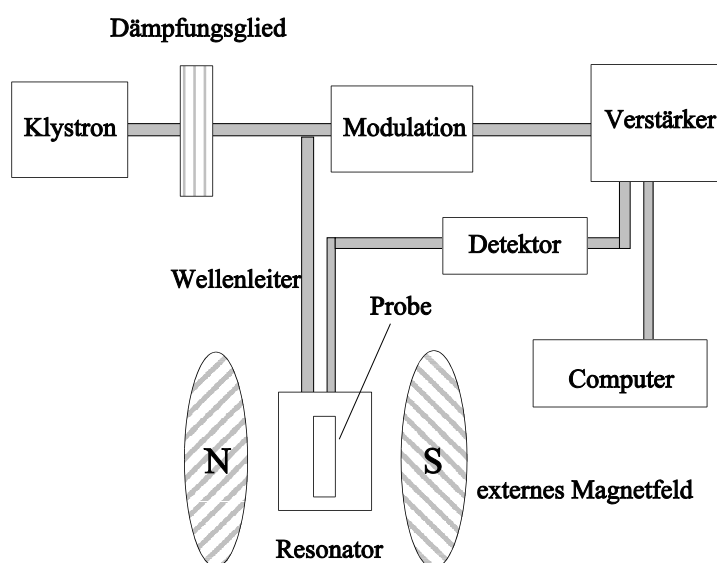 Dämpfungsglied
Klystron
Modulation
Verstärker
Detektor
Wellenleiter
Probe
Computer
N
S
externes Magnetfeld
Resonator